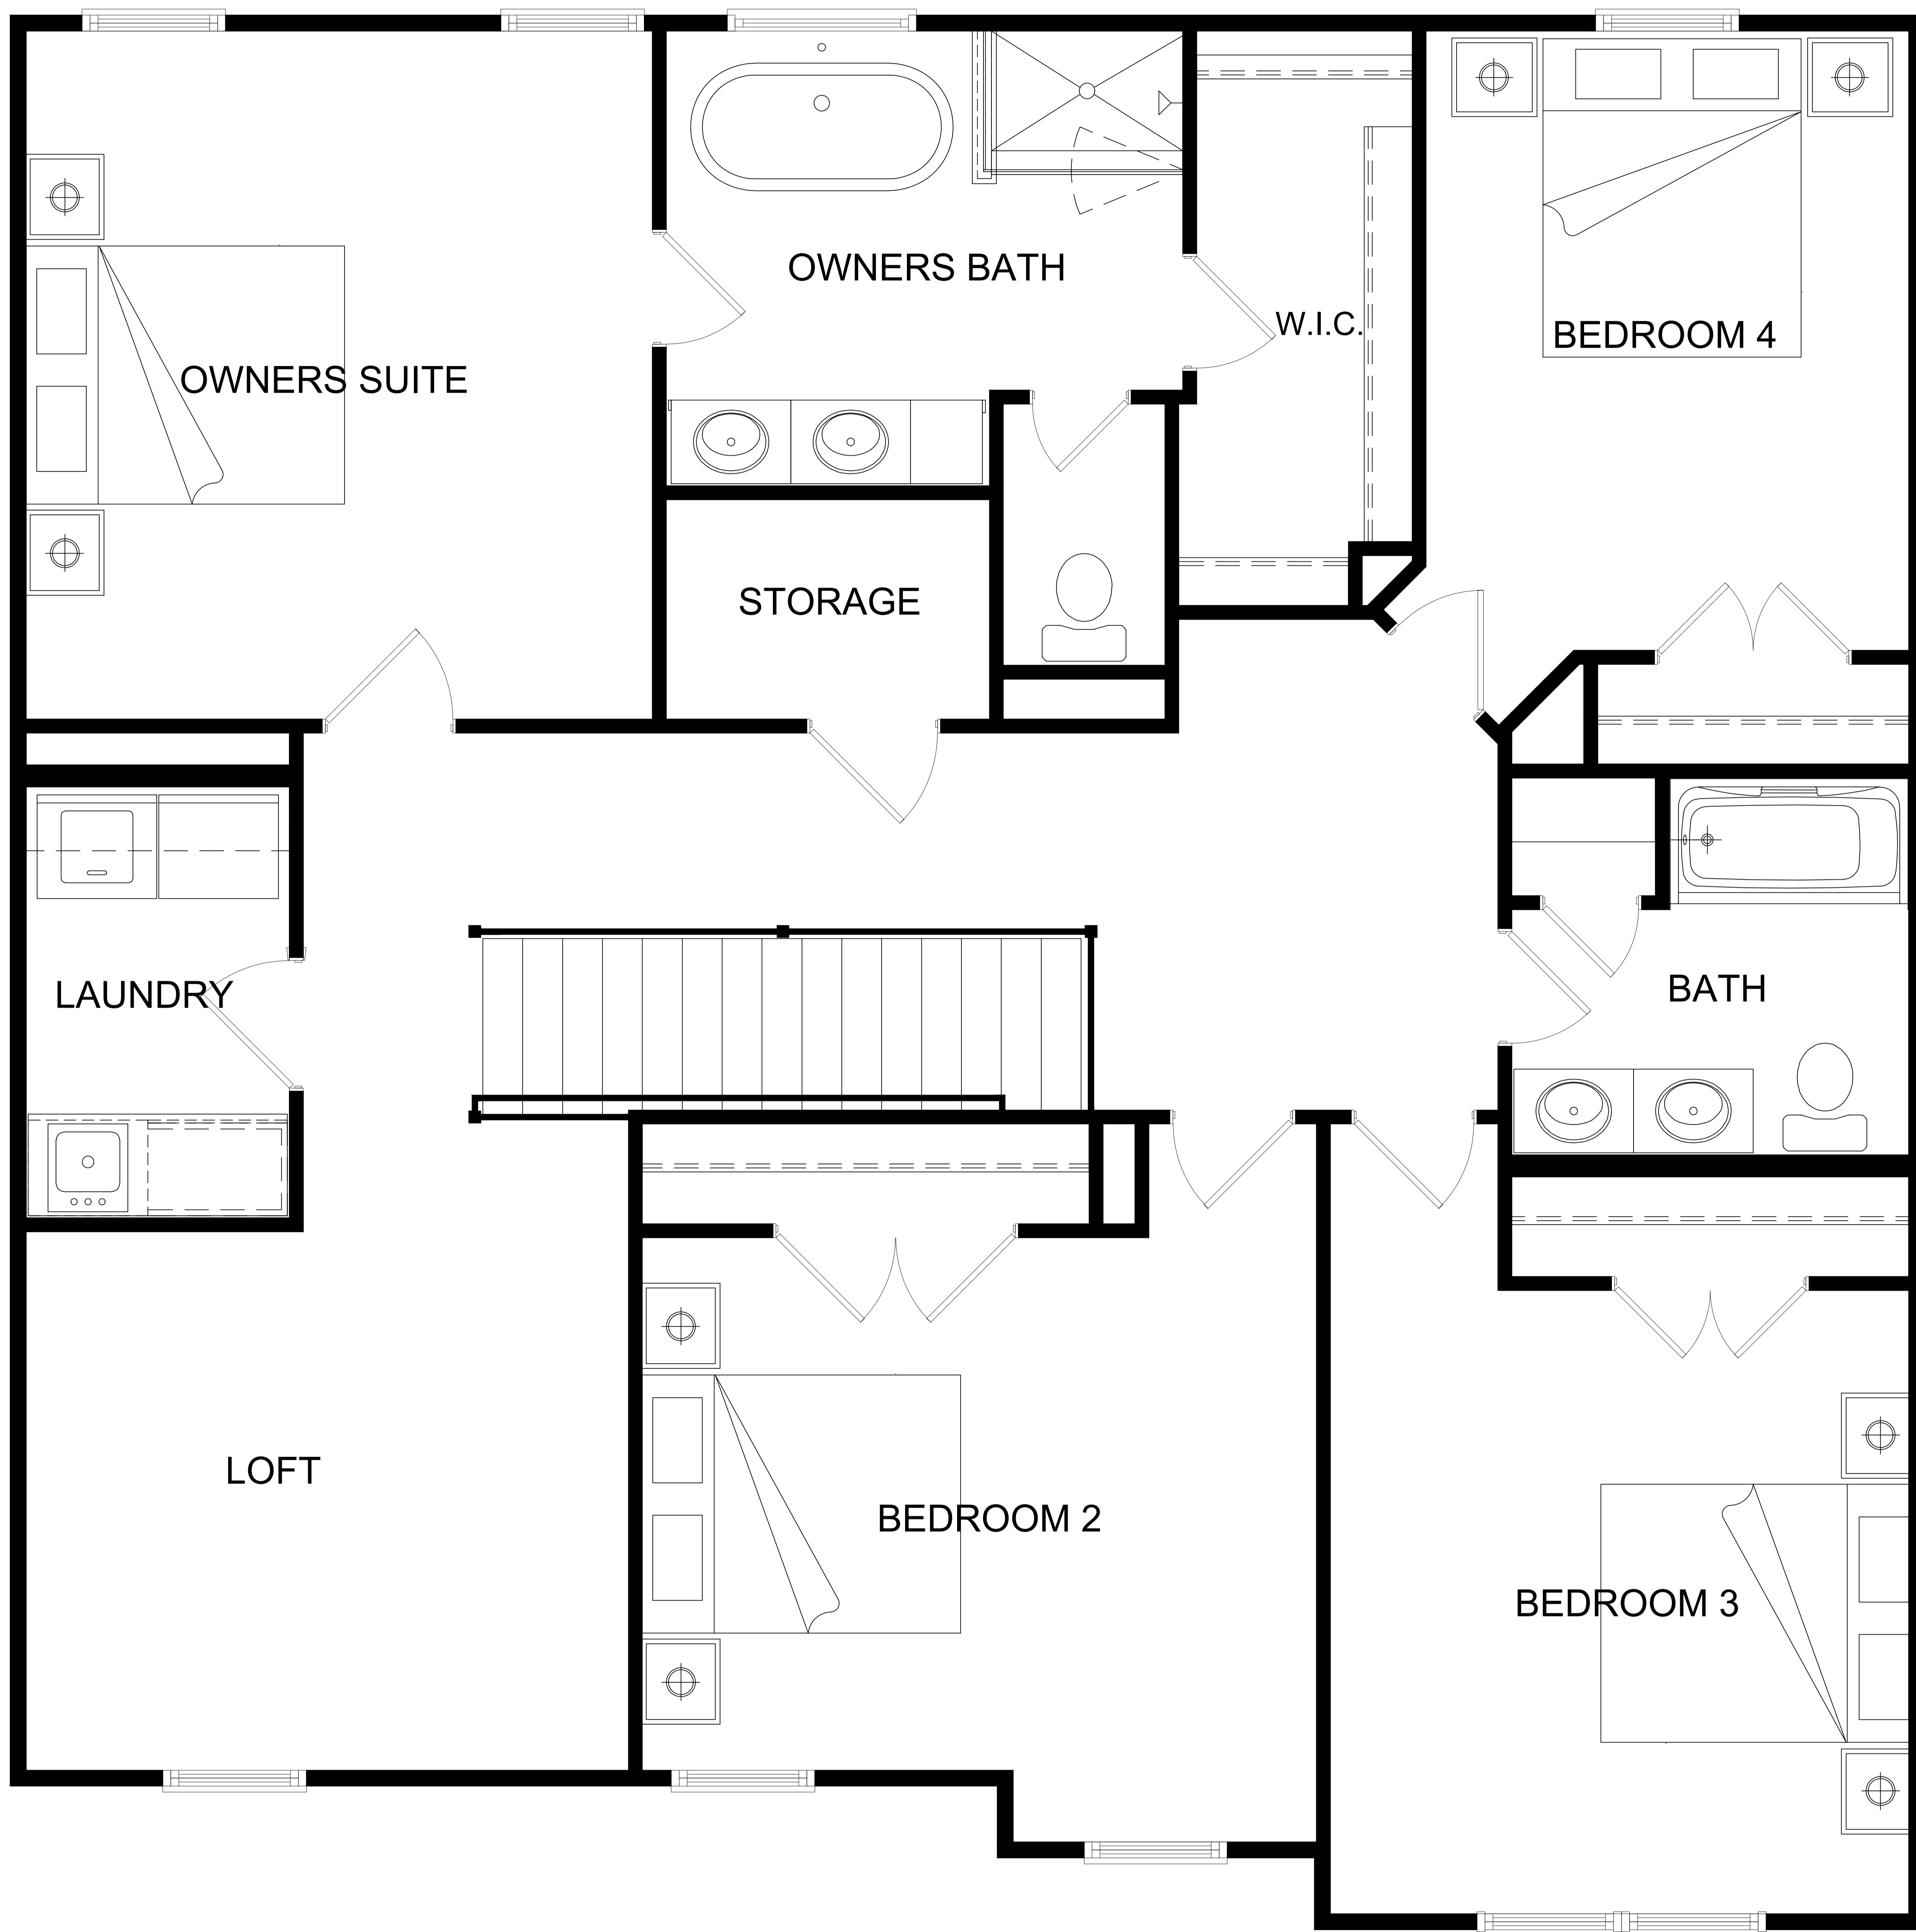 OWNERS BATH
W.I.C.
BEDROOM 4
OWNERS SUITE
STORAGE
LAUNDRY
BATH
LOFT
BEDROOM 2
BEDROOM 3